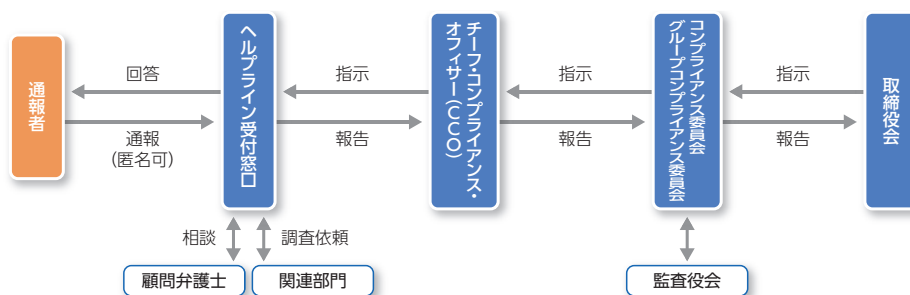 通報者
回答
通報
(匿名可)
ヘルプライン受付窓口
指示
報告
チーフ・コンプライアンス・
オフィサー(CCO)
指示
報告
コンプライアンス委員会
グループコンプライアンス委員会
指示
報告
取締役会
相談
調査依頼
顧問弁護士
関連部門
監査役会